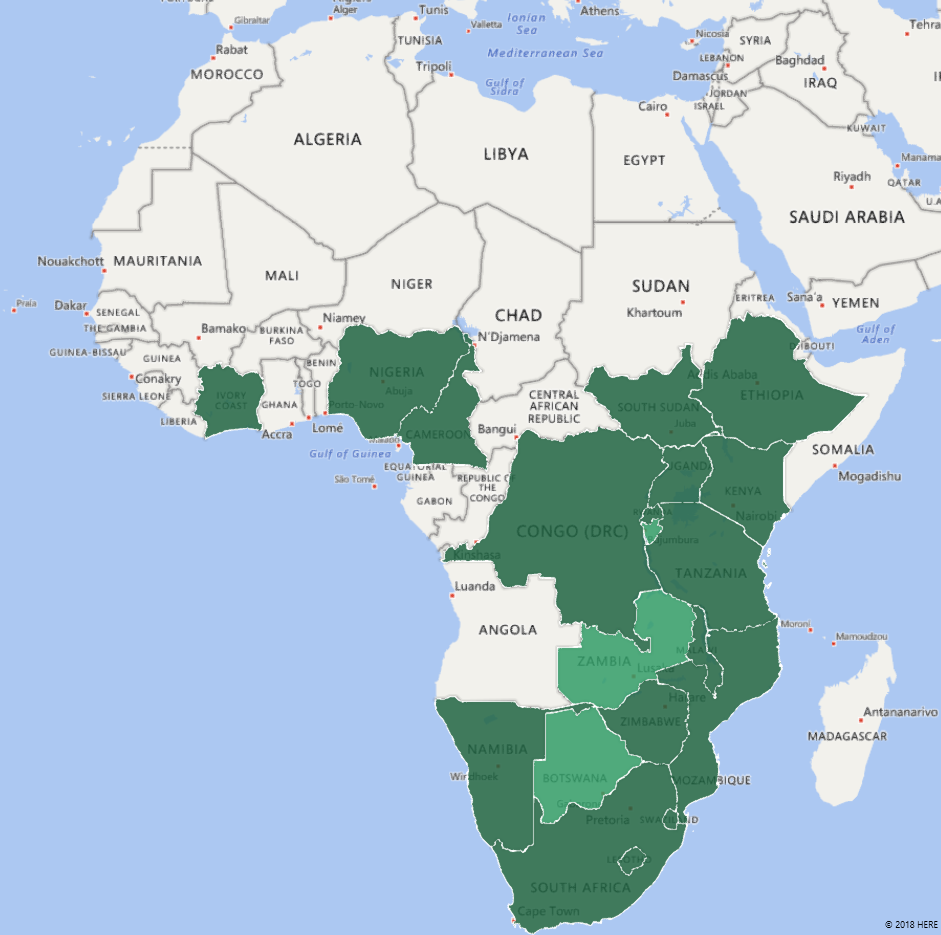 Gibraltar
Alger
Tunis
Valletta
Ionian
Sea
Athens
Nicosia
SYRIA
Tehra
Rabat
MOROCCO
TUNISIA
Tripoli
Mediterranean Sea
Gulf of
Sidra
LEBANON
Damascus
Baghdad
IRAQ
JORDAN
ISRAEL
Cairo
KUWAIT
ALGERIA
LIBYA
EGYPT
Manama
Riyadh
QATAR
U.A
SAUDI ARABIA
Nouakchott
MAURITANIA
MALI
NIGER
CHAD
SUDAN
Khartoum
ERITREA
Sana'a
YEMEN
Gulf of
Aden
DJIBOUTI
Praia
Dakar
SENEGAL
THE GAMBIA
GUINEA-BISSAU
Bamako
BURKINA
FASO
Niamey
N'Djamena
GUINEA
Conakry
SIERRA LEONE
LIBERIA
IVORY
COAST
GHANA
TOGO
BENIN
Accra
Lomé
Porto-Novo
NIGERIA
Abuja
CAMEROON
Malabo
Gulf of Guinea
São Tomé
EQUATORIAL
GUINEA
GABON
REPUBLIC OF
THE
CONGO
CENTRAL
AFRICAN
REPUBLIC
Bangui
SOUTH SUDAN
Juba
Addis Ababa
ETHIOPIA
SOMALIA
Mogadishu
UGANDA
KENYA
Nairobi
RWANDA
Bujumbura
CONGO (DRC)
Kinshasa
TANZANIA
Luanda
ANGOLA
ZAMBIA
Lusaka
MALAWI
Moroni
Mamoudzou
Harare
ZIMBABWE
Antananarivo
MADAGASCAR
NAMIBIA
Windhoek
BOTSWANA
Gaborone
MOZAMBIQUE
Pretoria
SWAZILAND
LESOTHO
SOUTH AFRICA
Cape Town
© 2018 HERE